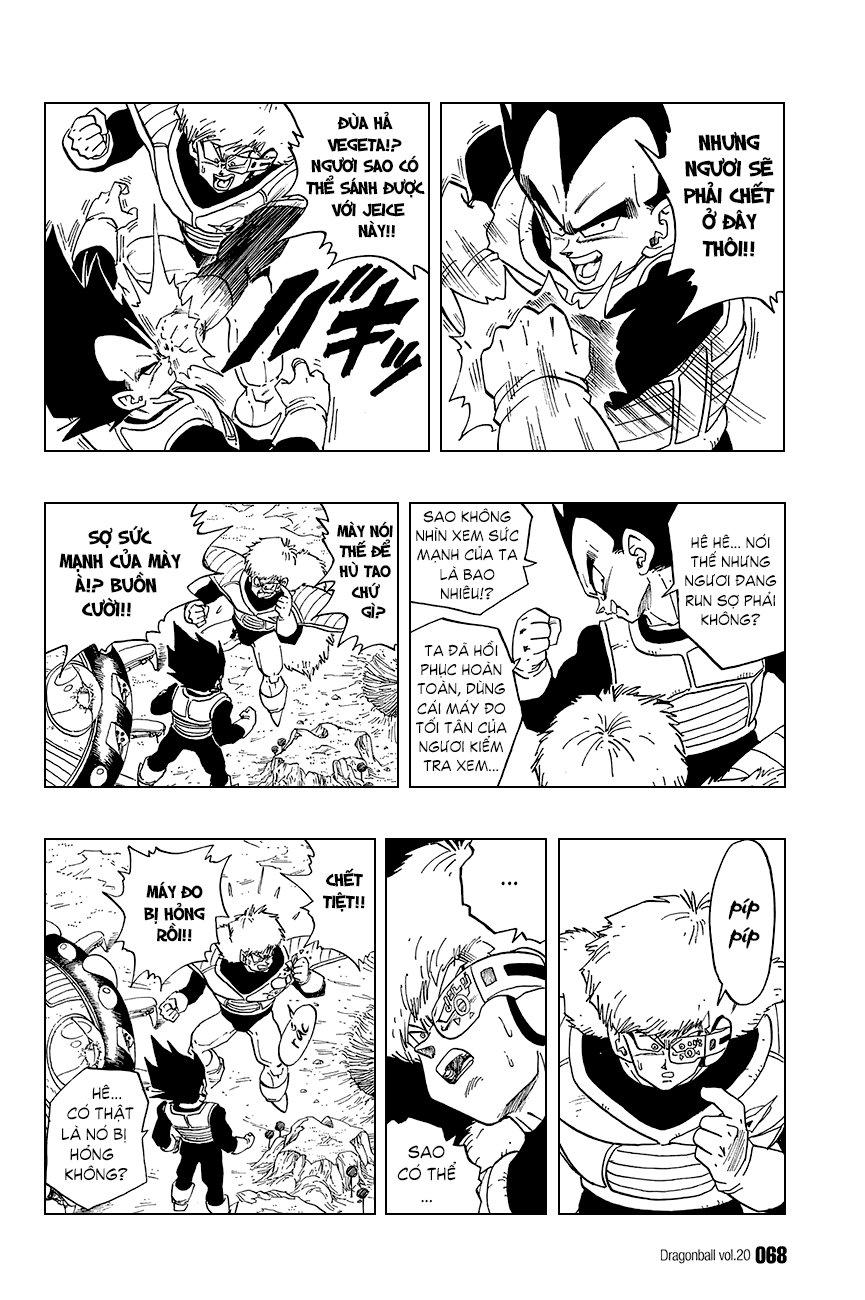 NHƯNG
NGƯƠI SẼ
PHẢI CHẾT
Ở ĐÂY
THÔI!!
ĐÙA HẢ
VEGETA!?
NGƯƠI SAO CÓ
THỂ SÁNH ĐƯỢC
VỚI JEICE
NÀY!!
バキッ
HÊ HÊ... NÓI
THẾ NHƯNG
NGƯƠI ĐANG
RUN SỢ PHẢI
KHÔNG?
SAO KHÔNG
NHÌN XEM SỨC
MẠNH CỦA TA
LÀ BAO
NHIÊU!?
TA ĐÃ HỒI
PHỤC HOÀN
TOÀN, DÙNG
CÁI MÁY ĐO
TỐI TÂN CỦA
NGƯƠI KIỂM
TRA XEM...
MÀY NÓI
THẾ ĐỂ
HÙ TAO
CHỨ
GÌ?
SỢ SỨC
MẠNH CỦA MÀY
À!? BUỒN
CƯỜI!!
píp
píp
...
SAO
CÓ THỂ
...
CHẾT
TIỆT!!
MÁY ĐO
BỊ HỎNG
RỒI!!
rắc
HÊ...
CÓ THẬT
LÀ NÓ BỊ
HỎNG
KHÔNG?
Dragonball vol.20 068